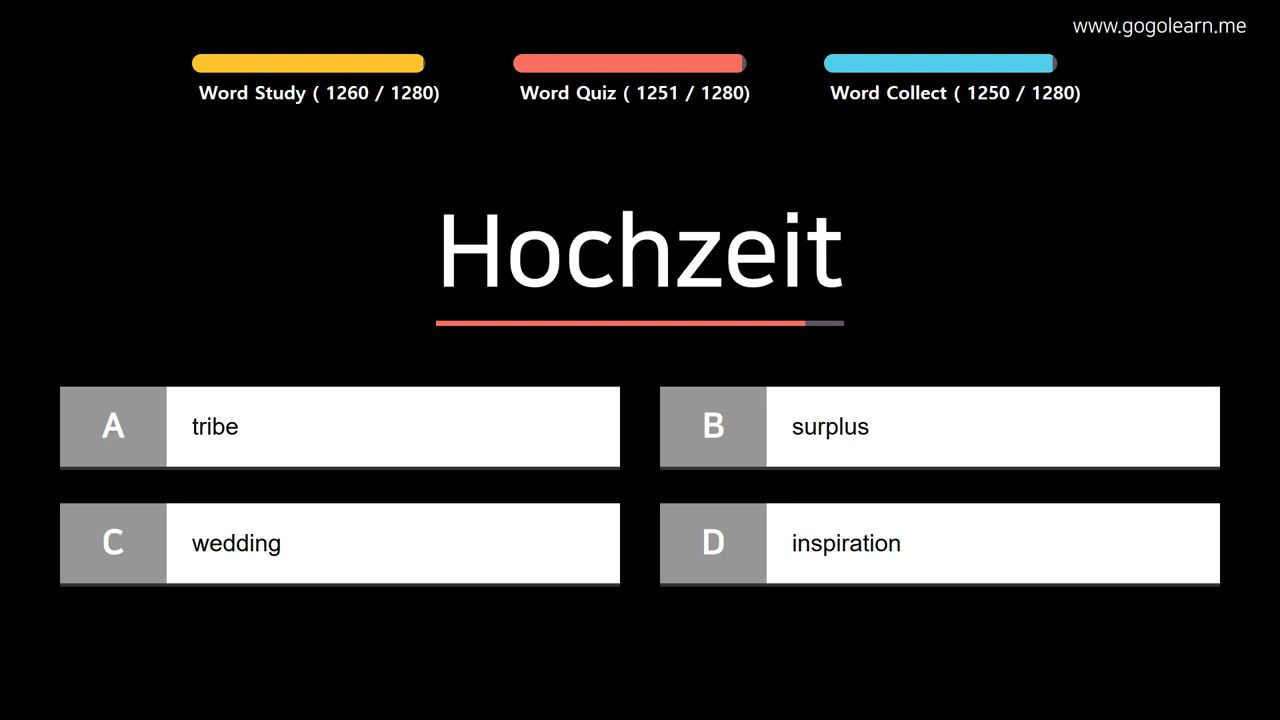 www.gogolearn.me
Word Study ( 1260 / 1280)
Word Quiz ( 1251 / 1280)
Word Collect ( 1250 / 1280)
Hochzeit
A tribe
B surplus
C wedding
D inspiration